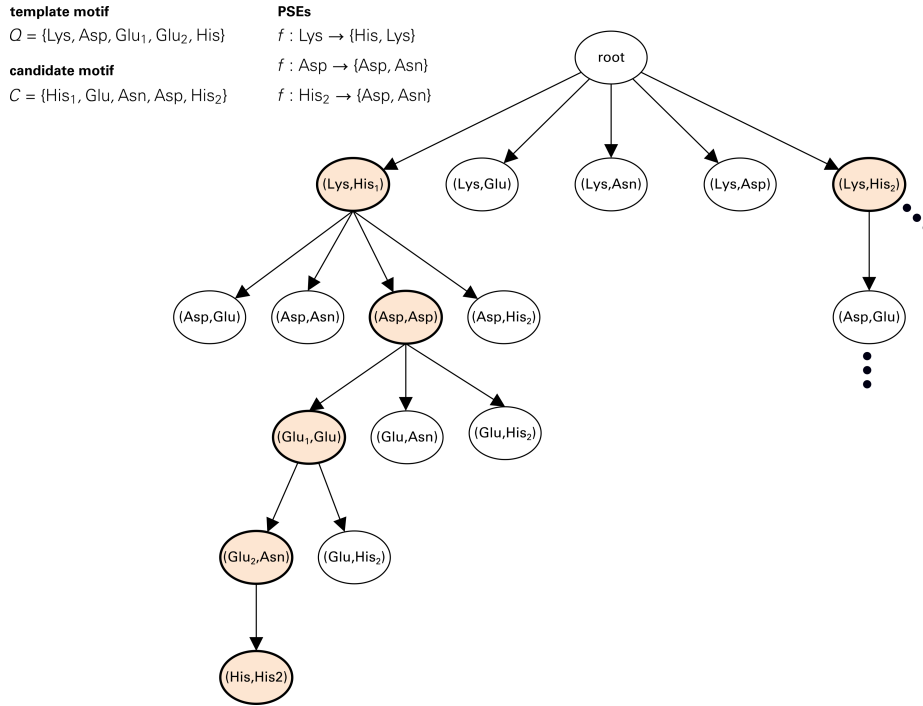 template motif
Q = {Lys, Asp, Glu₁, Glu₂, His}
candidate motif
C = {His₁, Glu, Asn, Asp, His₂}
PSEs
f : Lys → {His, Lys}
f : Asp → {Asp, Asn}
f : His₂ → {Asp, Asn}
root
(Lys,His₁)
(Lys,Glu)
(Lys,Asn)
(Lys,Asp)
(Lys,His₂)
(Asp,Glu)
(Asp,Asn)
(Asp,Asp)
(Asp,His₂)
(Asp,Glu)
(Glu₁,Glu)
(Glu,Asn)
(Glu,His₂)
(Glu₂,Asn)
(Glu,His₂)
(His,His2)